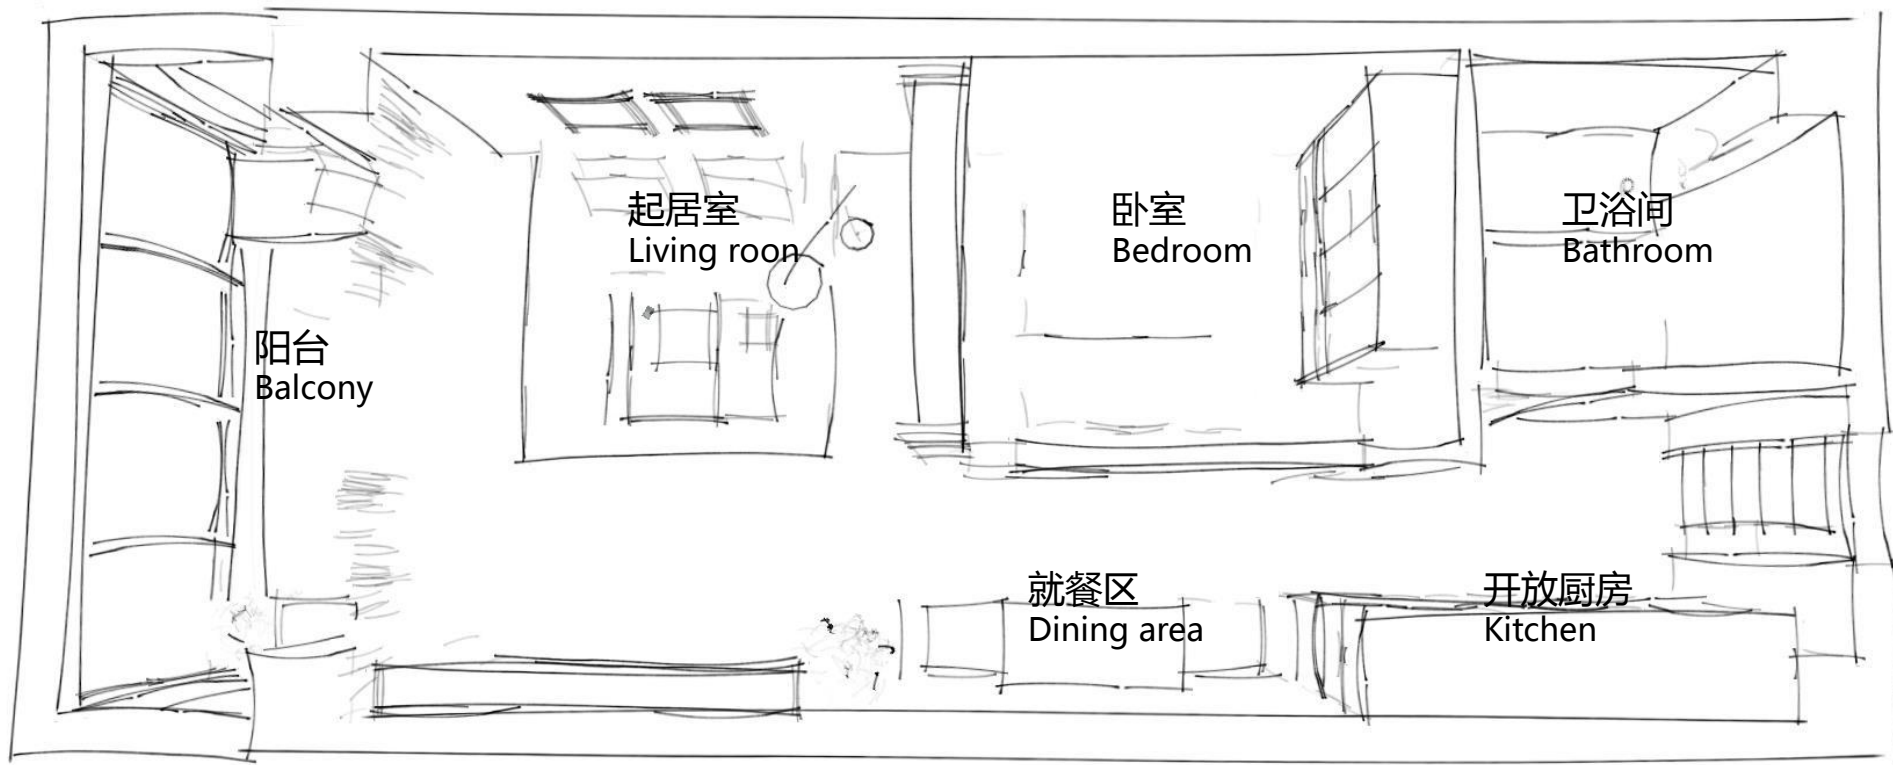 起居室
Living roon
卧室
Bedroom
卫浴间
Bathroom
阳台
Balcony
就餐区
Dining area
开放厨房
Kitchen